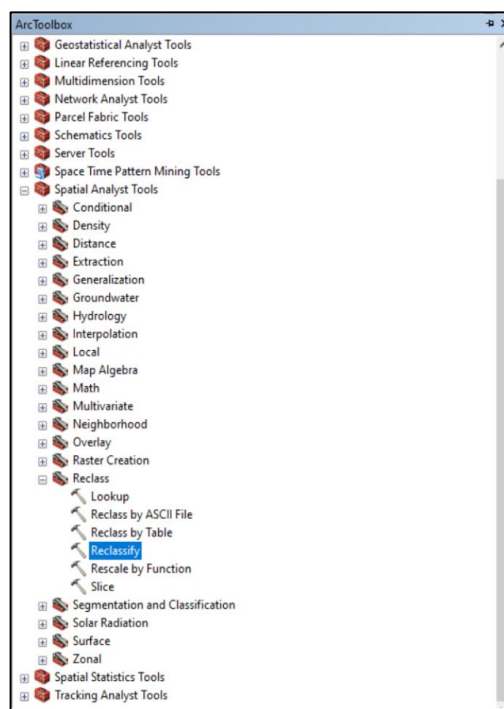 ArcToolbox
Geostatistical Analyst Tools
Linear Referencing Tools
Multidimension Tools
Network Analyst Tools
Parcel Fabric Tools
Schematics Tools
Server Tools
Space Time Pattern Mining Tools
Spatial Analyst Tools
Conditional
Density
Distance
Extraction
Generalization
Groundwater
Hydrology
Interpolation
Local
Map Algebra
Math
Multivariate
Neighborhood
Overlay
Raster Creation
Reclass
Lookup
Reclass by ASCII File
Reclass by Table
Reclassify
Rescale by Function
Slice
Segmentation and Classification
Solar Radiation
Surface
Zonal
Spatial Statistics Tools
Tracking Analyst Tools